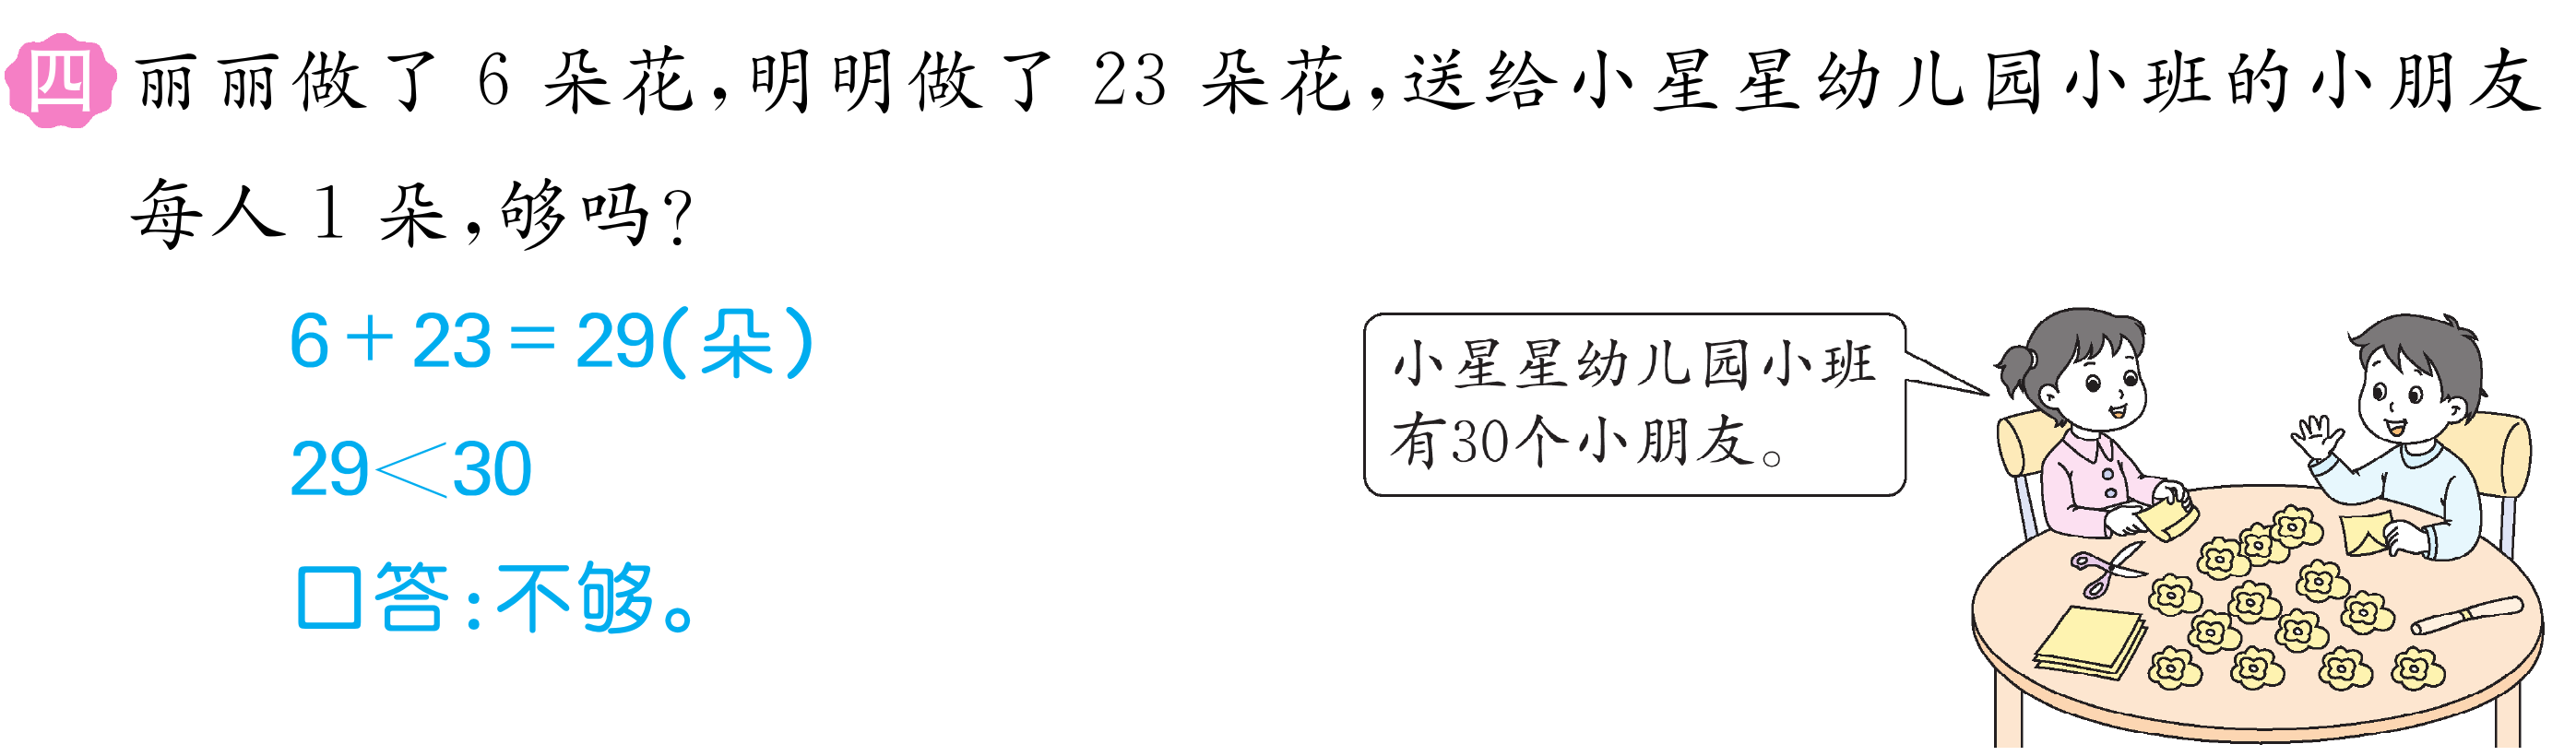 四 丽丽做了 6 朵花,明明做了 23 朵花,送给小星星幼儿园小班的小朋友
每人 1 朵,够吗?
6+23=29(朵)
29<30
口答:不够。
小星星幼儿园小班
有30个小朋友。